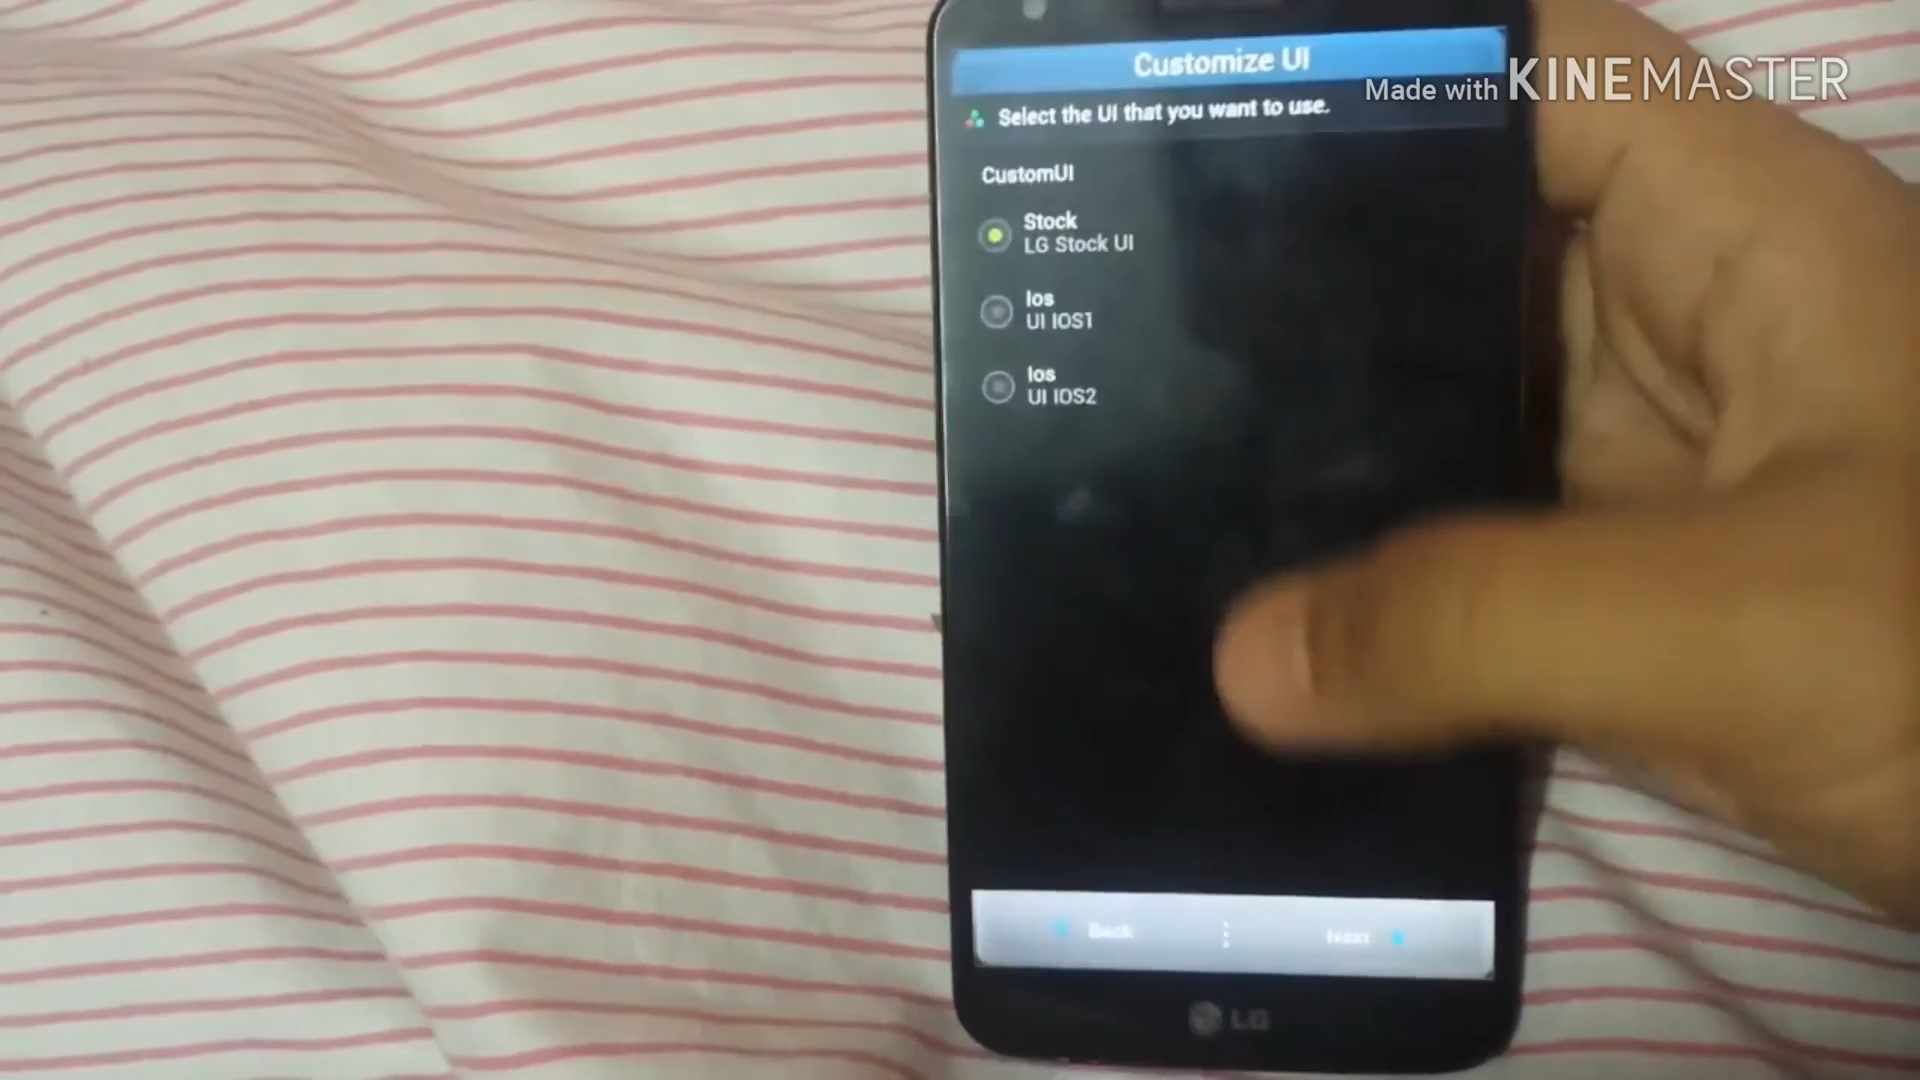 Customize UI
Made with KINEMASTER
Select the UI that you want to use.
CustomUI
Stock
LG Stock UI
Ios
UI IOS1
Ios
UI IOS2
Back
Next
LG